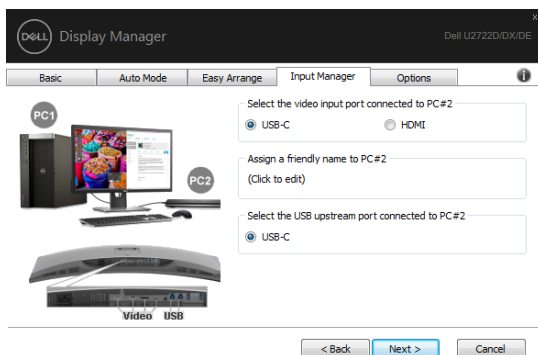 DELL Display Manager
x
Dell U2722D/DX/DE
Basic Auto Mode Easy Arrange Input Manager Options i
PC1
PC2
Video USB
Select the video input port connected to PC#2
USB-C HDMI
Assign a friendly name to PC#2
(Click to edit)
Select the USB upstream port connected to PC#2
USB-C
< Back Next > Cancel